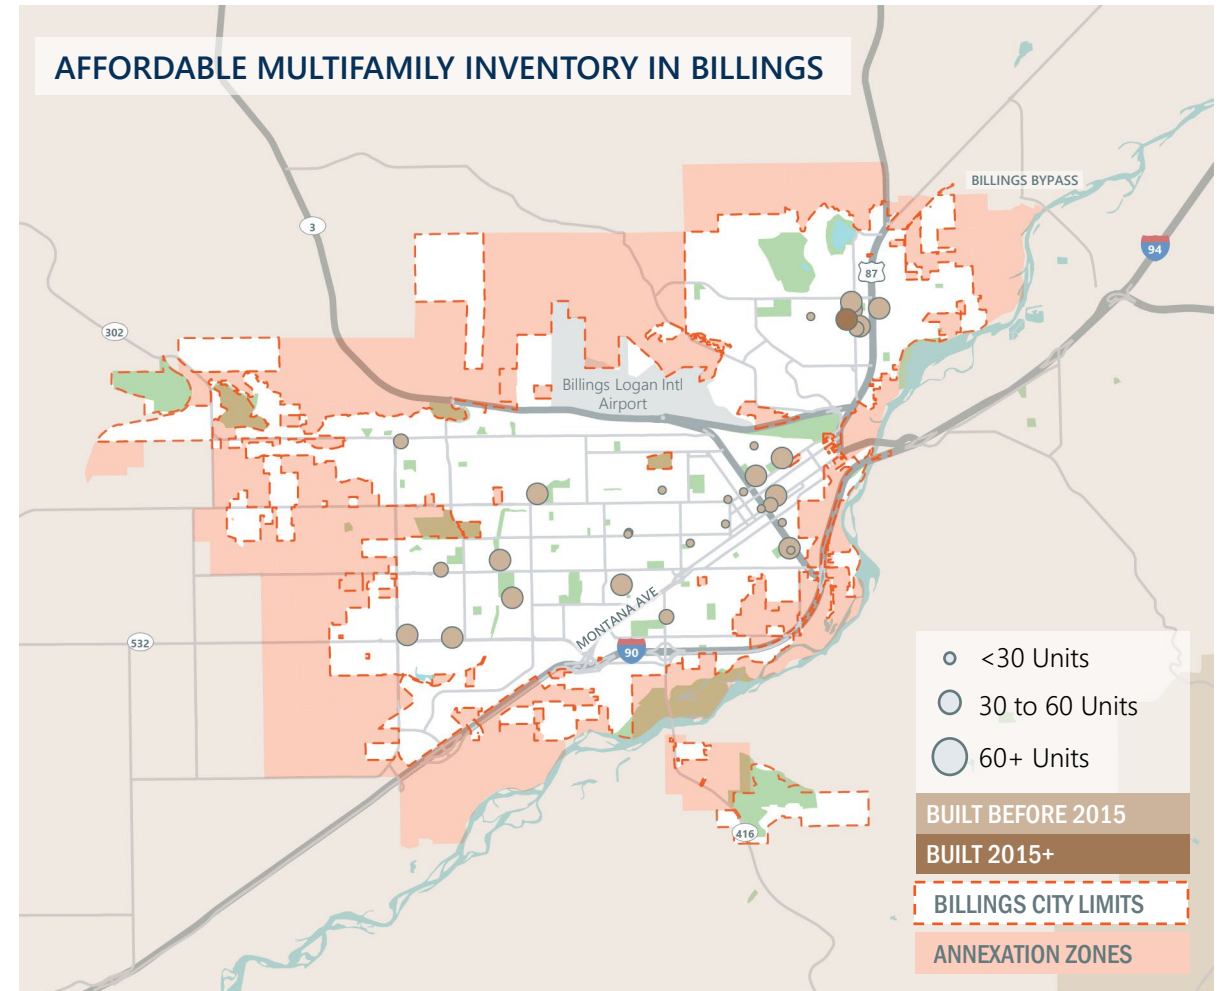 AFFORDABLE MULTIFAMILY INVENTORY IN BILLINGS
BILLINGS BYPASS
3
94
87
302
Billings Logan Intl
Airport
MONTANA AVE
532
90
416
<30 Units
30 to 60 Units
60+ Units
BUILT BEFORE 2015
BUILT 2015+
BILLINGS CITY LIMITS
ANNEXATION ZONES